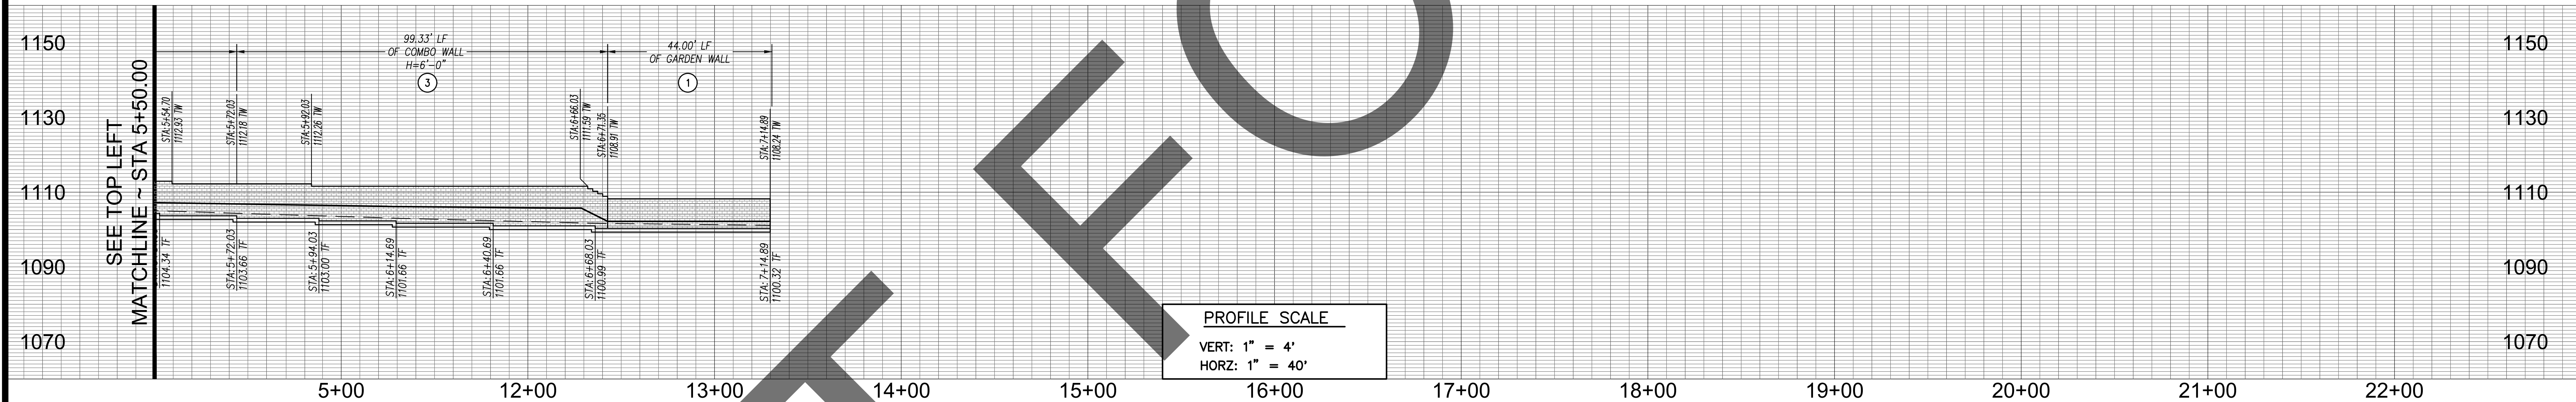 1150
1130
1110
1090
1070
SEE TOP LEFT
MATCHLINE ~ STA 5+50.00
99.33' LF
OF COMBO WALL
H=6'-0"
3
44.00' LF
OF GARDEN WALL
1
STA:5+54.70
1112.93 TW
STA:5+72.03
1112.18 TW
STA:5+92.03
1112.26 TW
STA:6+66.03
1111.59 TW
STA:6+71.35
1108.91 TW
STA:7+14.89
1108.24 TW
1104.34 TF
STA:5+72.03
1103.66 TF
STA:5+94.03
1103.00 TF
STA:6+14.69
1101.66 TF
STA:6+40.69
1101.66 TF
STA:6+68.03
1100.99 TF
STA:7+14.89
1100.32 TF
PROFILE SCALE
VERT: 1" = 4'
HORZ: 1" = 40'
1150
1130
1110
1090
1070
5+00
12+00
13+00
14+00
15+00
16+00
17+00
18+00
19+00
20+00
21+00
22+00